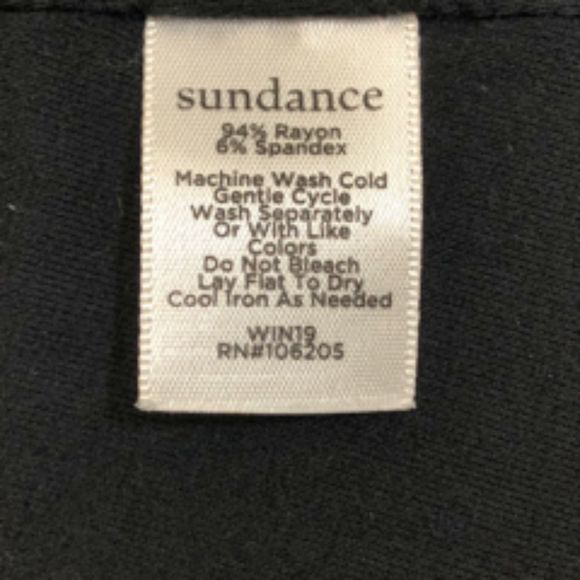 sundance
94% Rayon
6% Spandex
Machine Wash Cold
Gentle Cycle
Wash Separately
Or With Like
Colors
Do Not Bleach
Lay Flat To Dry
Cool Iron As Needed
WIN19
RN#106205